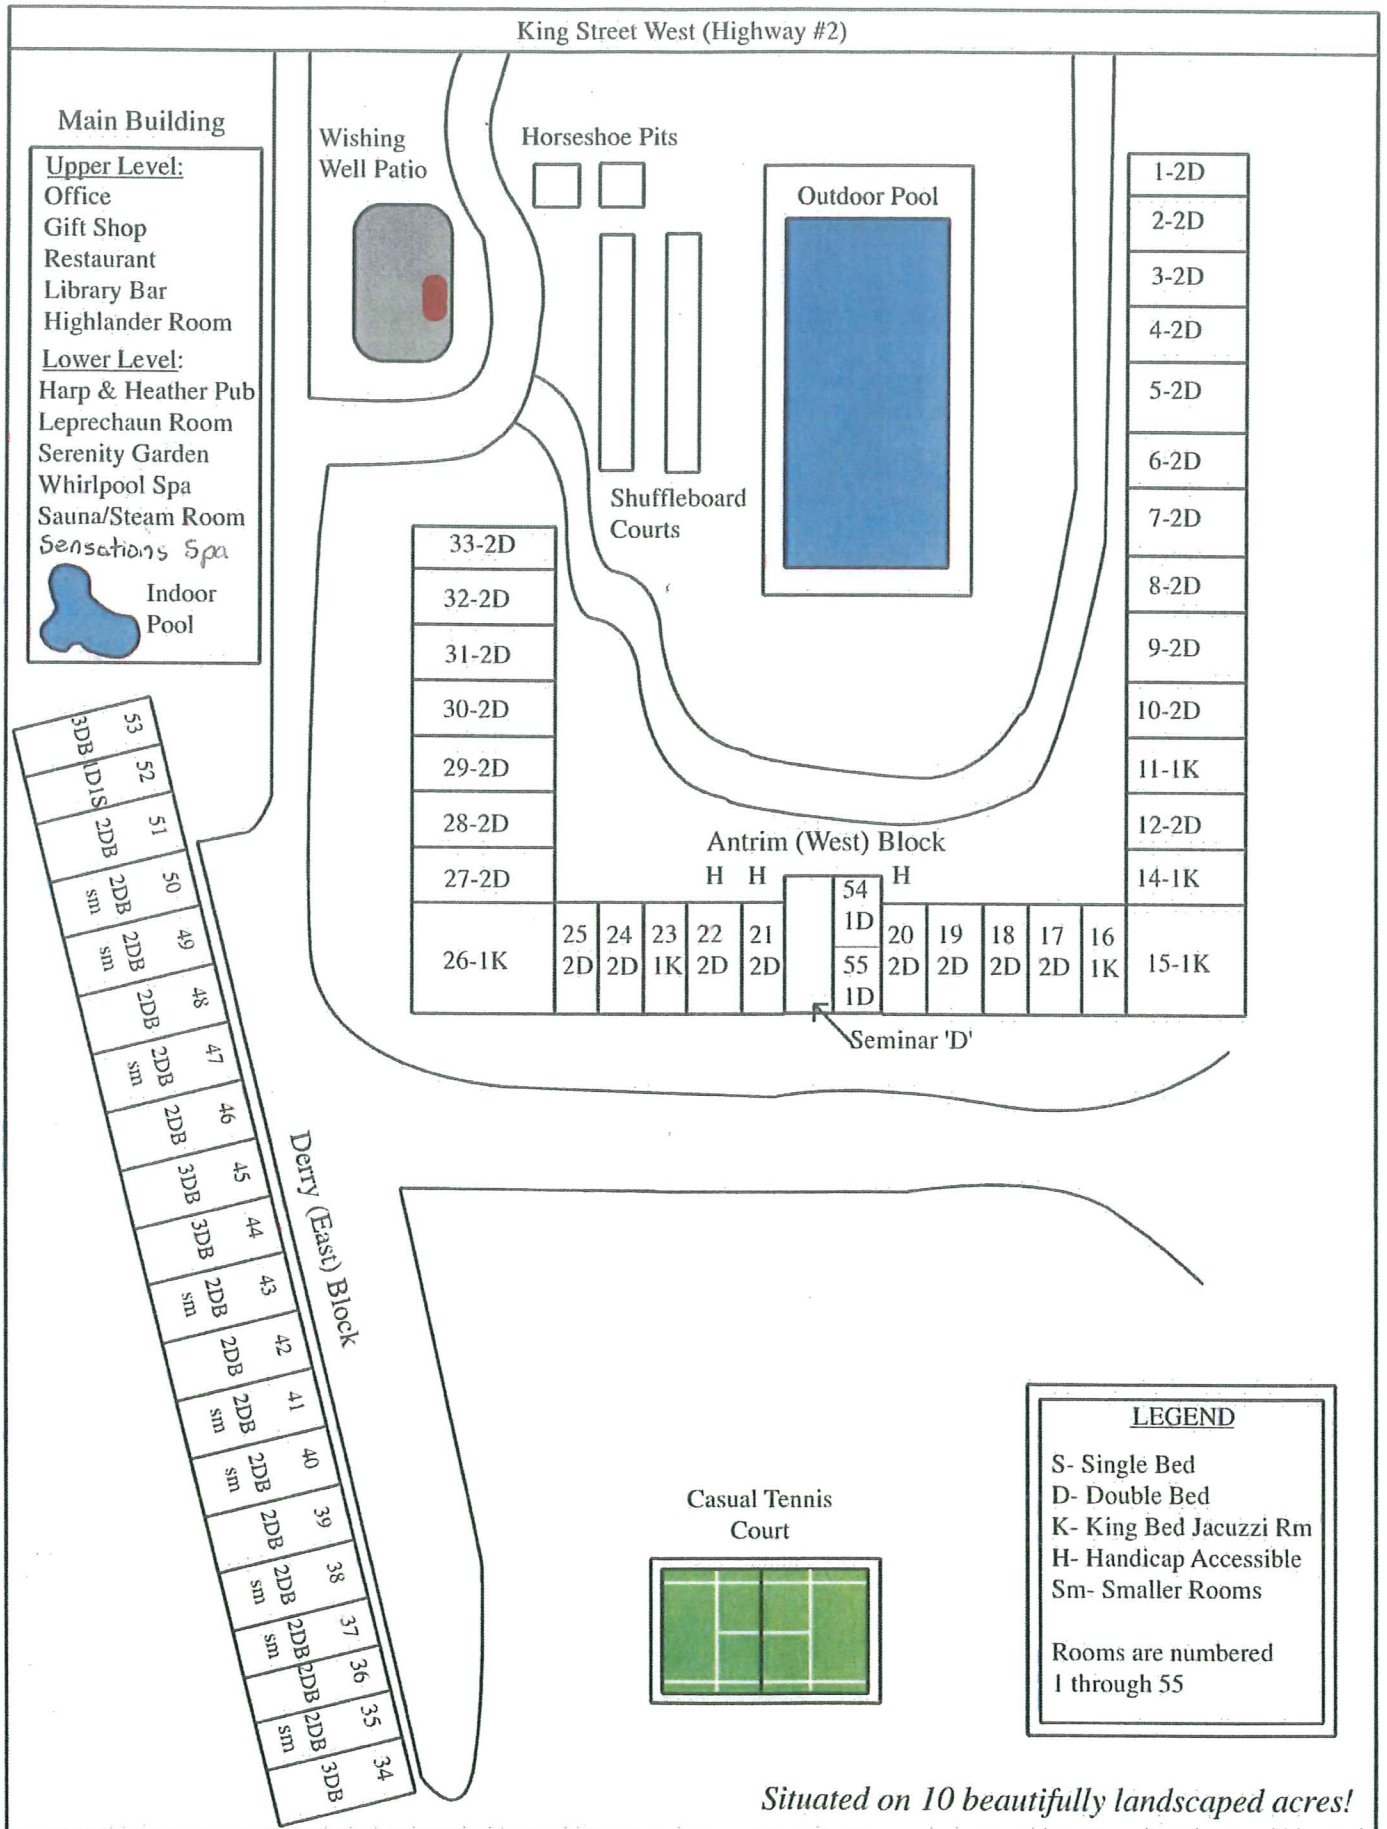 King Street West (Highway #2)
Main Building
Upper Level:
Office
Gift Shop
Restaurant
Library Bar
Highlander Room
Lower Level:
Harp & Heather Pub
Leprechaun Room
Serenity Garden
Whirlpool Spa
Sauna/Steam Room
Sensations Spa
Indoor
Pool
Wishing
Well Patio
Horseshoe Pits
Shuffleboard
Courts
Outdoor Pool
1-2D
2-2D
3-2D
4-2D
5-2D
6-2D
7-2D
8-2D
9-2D
10-2D
11-1K
12-2D
14-1K
15-1K
33-2D
32-2D
31-2D
30-2D
29-2D
28-2D
27-2D
26-1K
Antrim (West) Block
H H H
25 2D
24 2D
23 1K
22 2D
21 2D
54 1D
55 1D
20 2D
19 2D
18 2D
17 2D
16 1K
Seminar 'D'
53 3DB
52 1D1S
51 2DB
50 2DB sm
49 2DB sm
48 2DB
47 2DB sm
46 2DB
45 3DB
44 3DB
43 2DB sm
42 2DB
41 2DB sm
40 2DB sm
39 2DB
38 2DB sm
37 2DB sm
36 2DB
35 2DB sm
34 3DB
Derry (East) Block
Casual Tennis
Court
LEGEND
S- Single Bed
D- Double Bed
K- King Bed Jacuzzi Rm
H- Handicap Accessible
Sm- Smaller Rooms
Rooms are numbered
1 through 55
Situated on 10 beautifully landscaped acres!